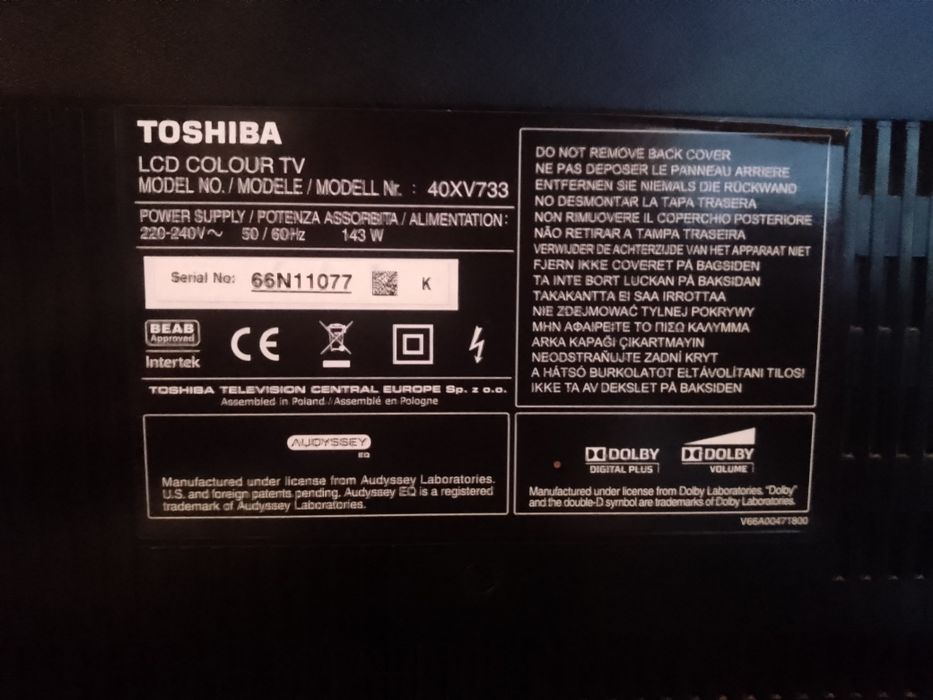 TOSHIBA
LCD COLOUR TV
MODEL NO. / MODELE / MODELL Nr. : 40XV733
POWER SUPPLY / POTENZA ASSORBITA / ALIMENTATION :
220-240V~ 50 / 60Hz 143 W
Serial No: 66N11077 K
BEAB
Approved
Intertek
CE
TOSHIBA TELEVISION CENTRAL EUROPE Sp. z o.o.
Assembled in Poland / Assemblé en Pologne
AUDYSSEY
EQ
Manufactured under license from Audyssey Laboratories.
U.S. and foreign patents pending. Audyssey EQ is a registered
trademark of Audyssey Laboratories.
DO NOT REMOVE BACK COVER
NE PAS DEPOSER LE PANNEAU ARRIERE
ENTFERNEN SIE NIEMALS DIE RÜCKWAND
NO DESMONTAR LA TAPA TRASERA
NON RIMUOVERE IL COPERCHIO POSTERIORE
NÃO RETIRAR A TAMPA TRASEIRA
VERWIJDER DE ACHTERZIJDE VAN HET APPARAAT NIET
FJERN IKKE COVERET PÅ BAGSIDEN
TA INTE BORT LUCKAN PÅ BAKSIDAN
TAKAKANTTA EI SAA IRROTTAA
NIE ZDEJMOWAĆ TYLNEJ POKRYWY
ΜΗΝ ΑΦΑΙΡΕΙΤΕ ΤΟ ΠΙΣΩ ΚΑΛΥΜΜΑ
ARKA KAPAĞI ÇIKARTMAYIN
NEODSTRAŇUJTE ZADNÍ KRYT
A HÁTSÓ BURKOLATOT ELTÁVOLÍTANI TILOS!
IKKE TA AV DEKSLET PÅ BAKSIDEN
DOLBY
DIGITAL PLUS
DOLBY
VOLUME
Manufactured under license from Dolby Laboratories. "Dolby"
and the double-D symbol are trademarks of Dolby Laboratories.
V66A00471800